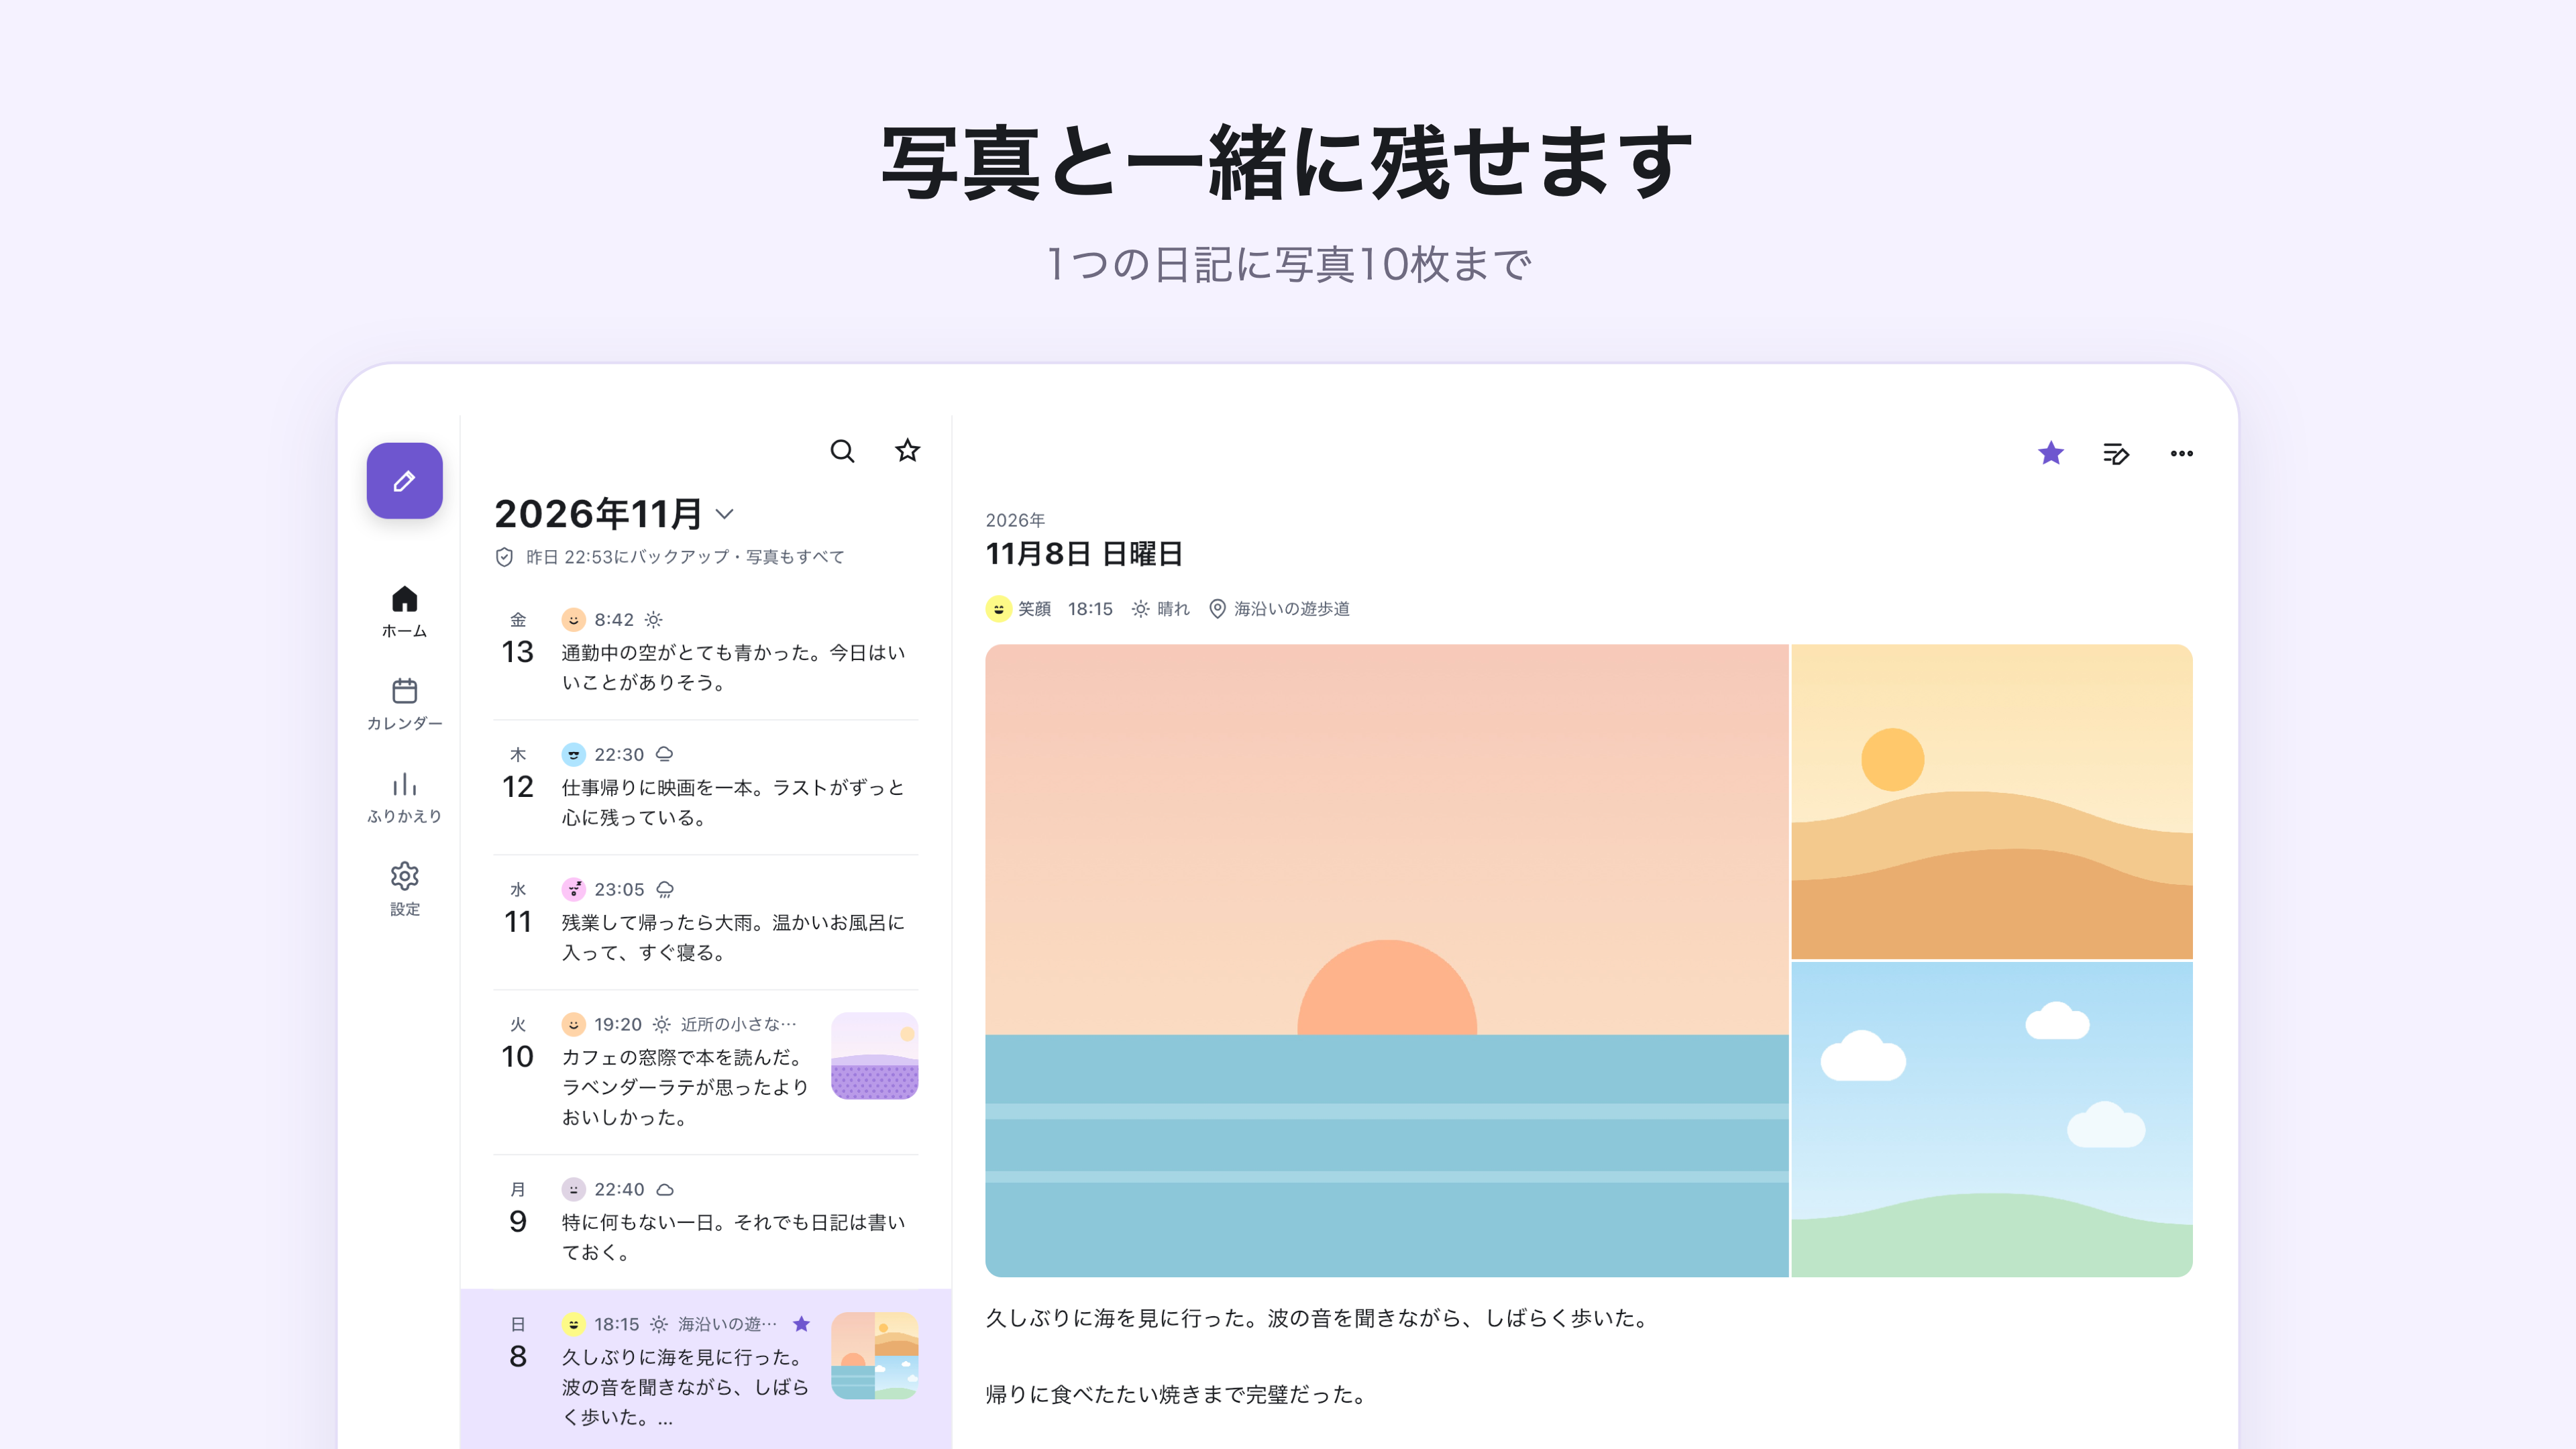 写真と一緒に残せます
1つの日記に写真10枚まで
ホーム
カレンダー
ふりかえり
設定
2026年11月
昨日 22:53にバックアップ・写真もすべて
金
13
8:42
通勤中の空がとても青かった。今日はい
いことがありそう。
木
12
22:30
仕事帰りに映画を一本。ラストがずっと
心に残っている。
水
11
23:05
残業して帰ったら大雨。温かいお風呂に
入って、すぐ寝る。
火
10
19:20 近所の小さな…
カフェの窓際で本を読んだ。
ラベンダーラテが思ったより
おいしかった。
月
9
22:40
特に何もない一日。それでも日記は書い
ておく。
日
8
18:15 海沿いの遊…
久しぶりに海を見に行った。
波の音を聞きながら、しばら
く歩いた。...
2026年
11月8日 日曜日
笑顔 18:15 晴れ 海沿いの遊歩道
久しぶりに海を見に行った。波の音を聞きながら、しばらく歩いた。
帰りに食べたたい焼きまで完璧だった。